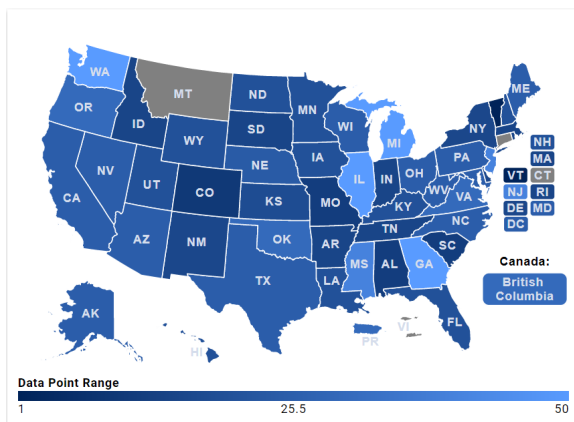 WA
MT
ND
MN
ME
OR
ID
SD
WI
MI
NY
WY
IA
NE
PA
NH
MA
VT CT
NJ RI
DE MD
DC
NV
UT
CO
KS
MO
IL
IN
OH
WV
VA
KY
CA
AZ
NM
OK
AR
TN
NC
SC
TX
LA
MS
AL
GA
FL
AK
HI
PR
VI
Canada:
British
Columbia
Data Point Range
1 25.5 50